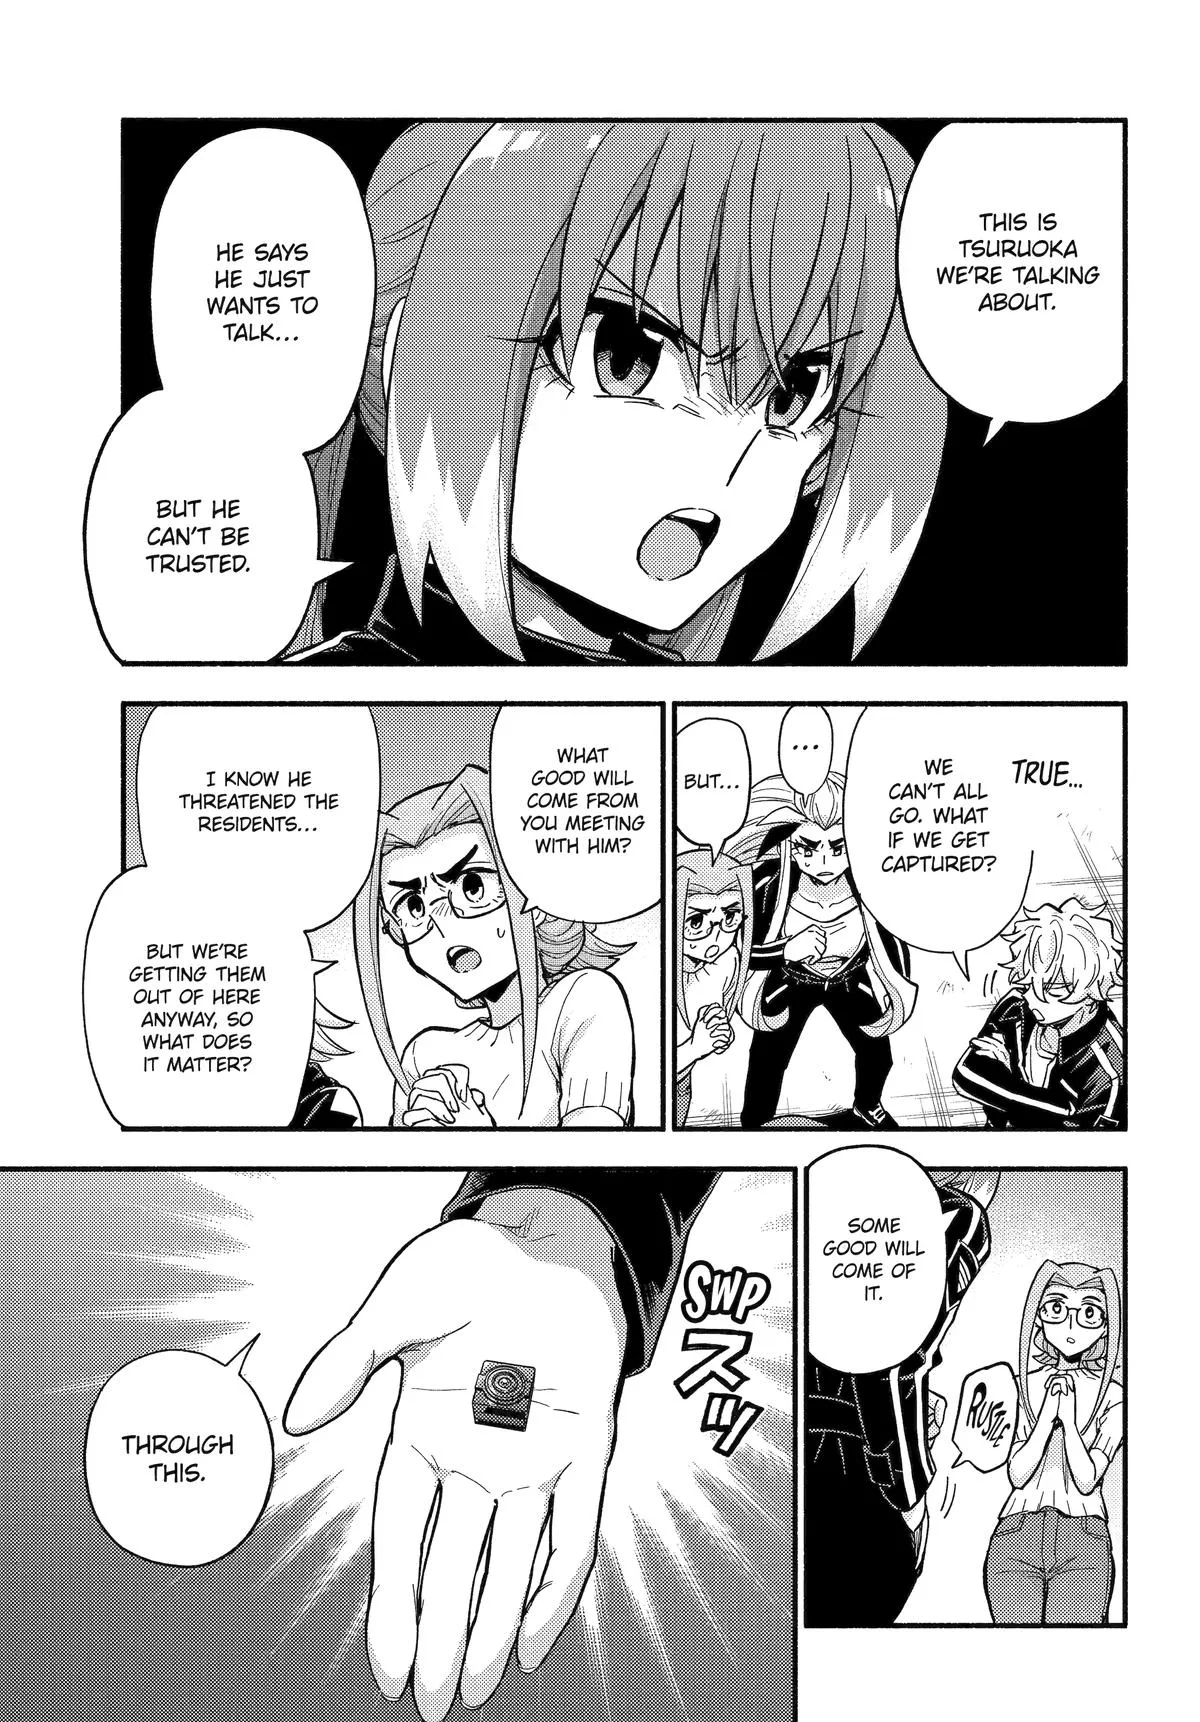 THIS IS
TSURUOKA
WE'RE TALKING
ABOUT.
HE SAYS
HE JUST
WANTS TO
TALK...
BUT HE
CAN'T BE
TRUSTED.
TRUE...
WE
CAN'T ALL
GO. WHAT
IF WE GET
CAPTURED?
...
BUT...
WHAT
GOOD WILL
COME FROM
YOU MEETING
WITH HIM?
I KNOW HE
THREATENED THE
RESIDENTS...
BUT WE'RE
GETTING THEM
OUT OF HERE
ANYWAY, SO
WHAT DOES
IT MATTER?
SOME
GOOD WILL
COME OF
IT.
RUSTLE
SWP
スッ
THROUGH
THIS.